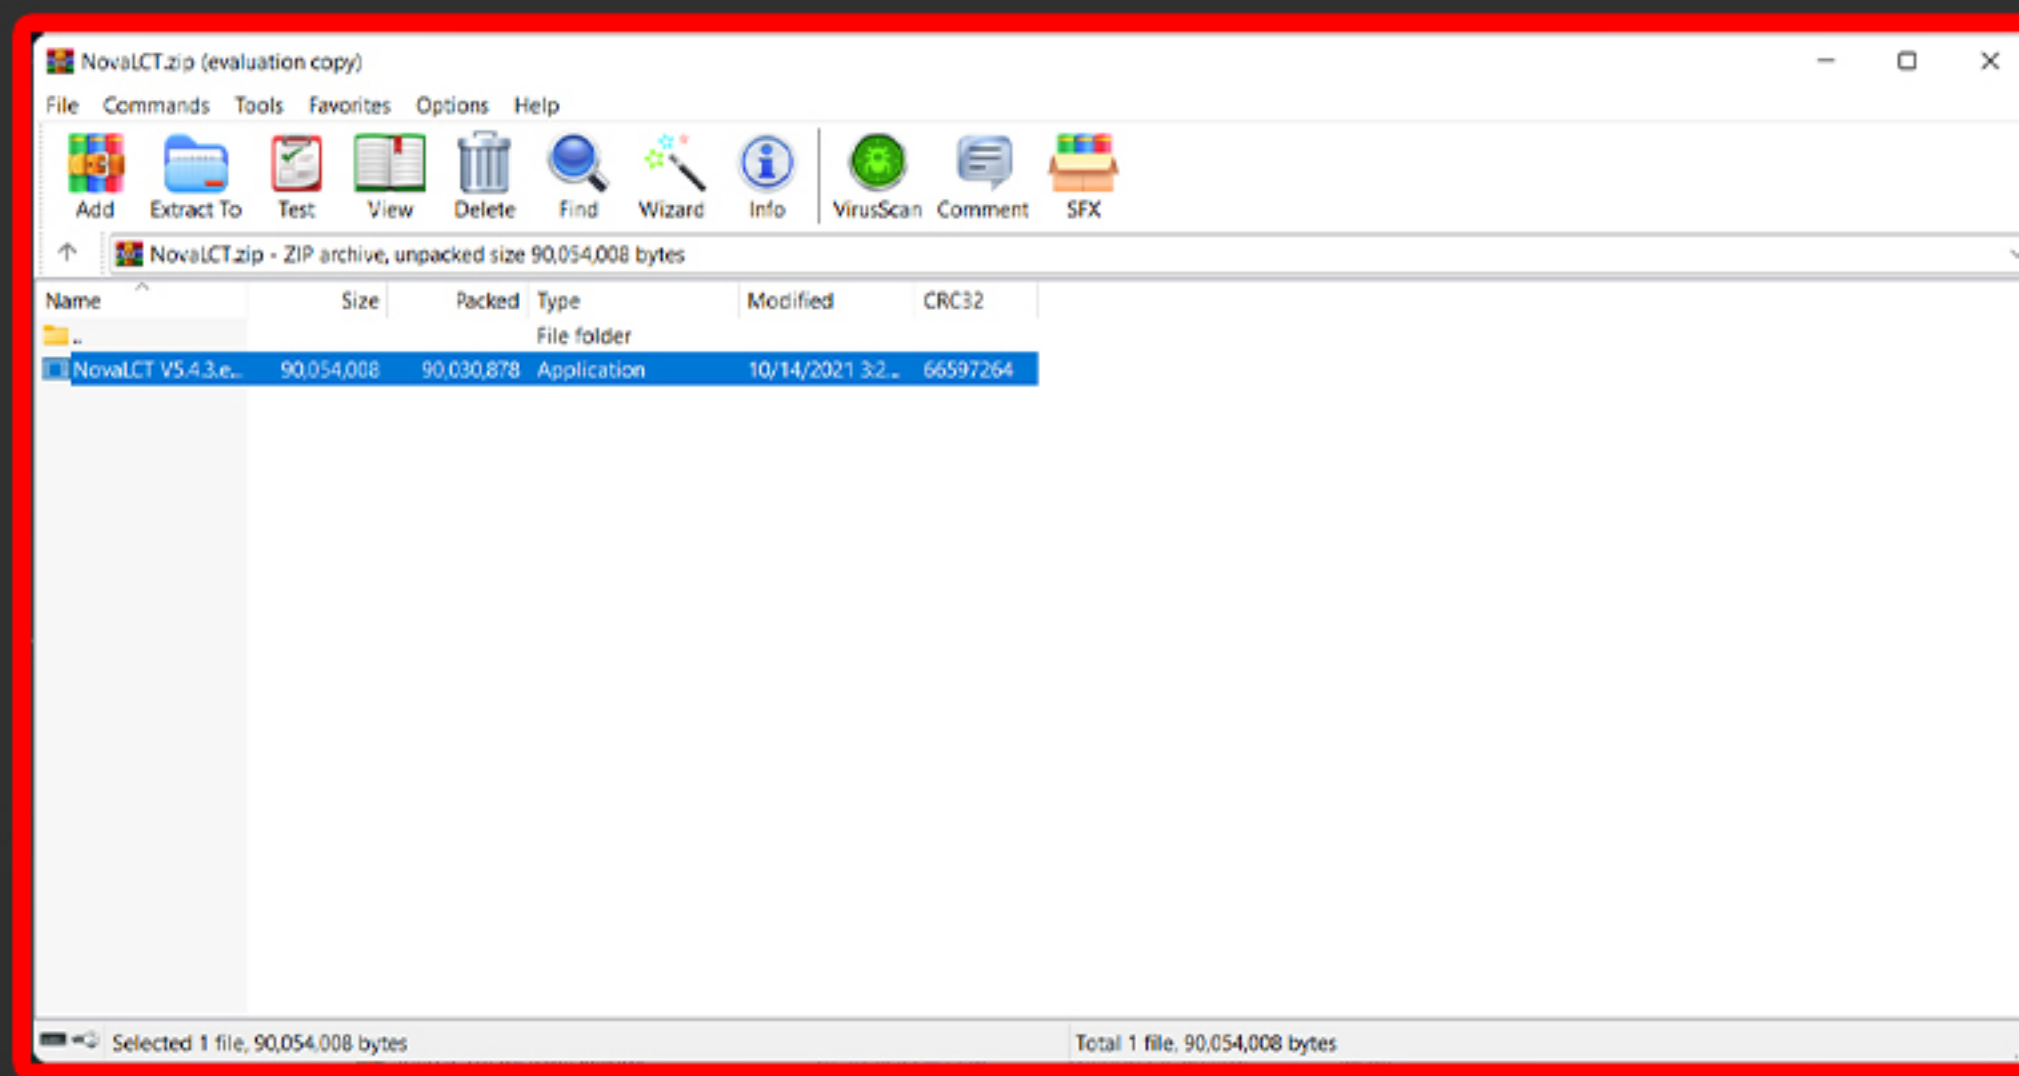 NovaLCT.zip (evaluation copy)
File Commands Tools Favorites Options Help
Add Extract To Test View Delete Find Wizard Info VirusScan Comment SFX
NovaLCT.zip - ZIP archive, unpacked size 90,054,008 bytes
Name Size Packed Type Modified CRC32
.. File folder
NovaLCT V5.4.3.e... 90,054,008 90,030,878 Application 10/14/2021 3:2... 66597264
Selected 1 file, 90,054,008 bytes Total 1 file, 90,054,008 bytes